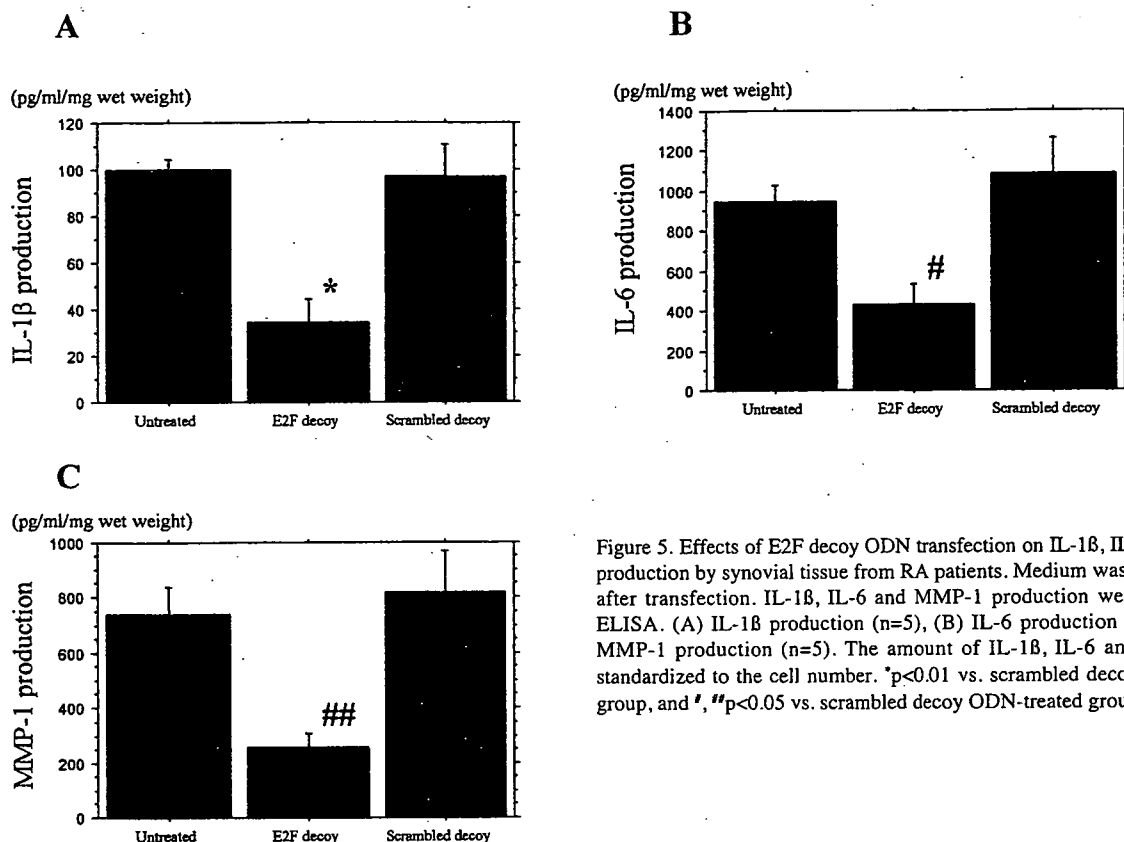 A
(pg/ml/mg wet weight)
120
100
80
60
40
20
0
IL-1β production
*
Untreated E2F decoy Scrambled decoy
B
(pg/ml/mg wet weight)
1400
1200
1000
800
600
400
200
0
IL-6 production
#
Untreated E2F decoy Scrambled decoy
C
(pg/ml/mg wet weight)
1000
800
600
400
200
0
MMP-1 production
##
Untreated E2F decoy Scrambled decoy
Figure 5. Effects of E2F decoy ODN transfection on IL-1ß, IL
production by synovial tissue from RA patients. Medium was
after transfection. IL-1ß, IL-6 and MMP-1 production we
ELISA. (A) IL-1ß production (n=5), (B) IL-6 production
MMP-1 production (n=5). The amount of IL-1ß, IL-6 an
standardized to the cell number. *p<0.01 vs. scrambled deco
group, and #, ##p<0.05 vs. scrambled decoy ODN-treated grou